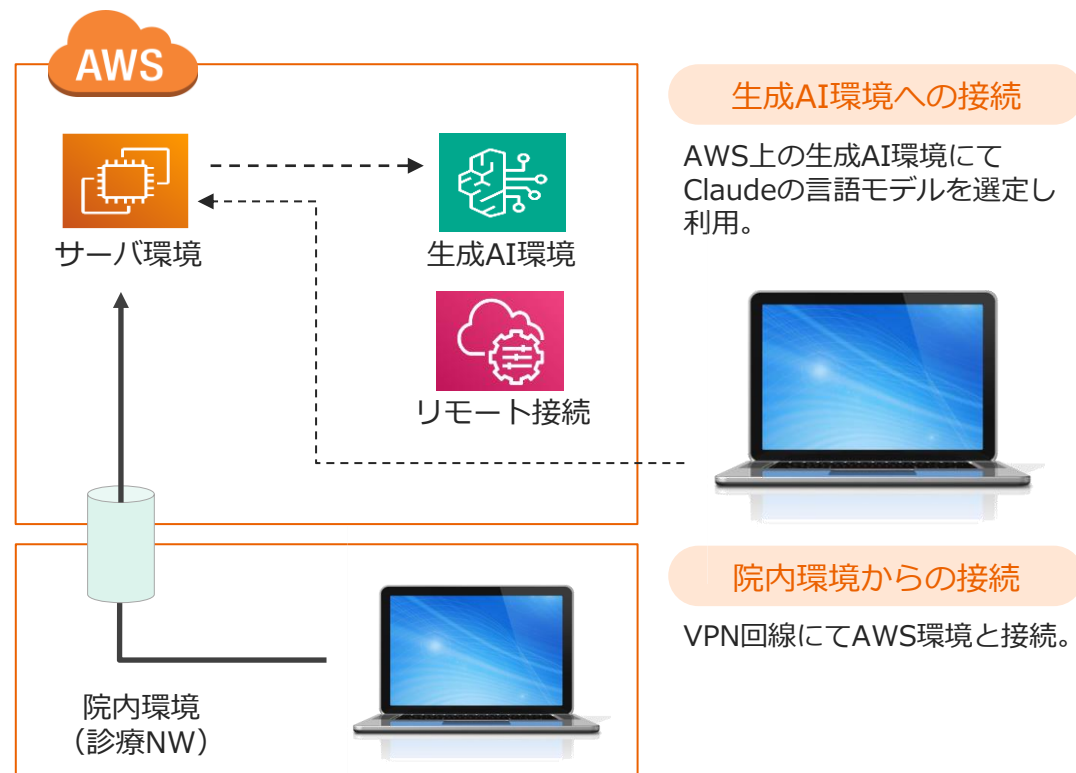 AWS
サーバ環境
生成AI環境
リモート接続
生成AI環境への接続
AWS上の生成AI環境にて
Claudeの言語モデルを選定し
利用。
院内環境
（診療NW）
院内環境からの接続
VPN回線にてAWS環境と接続。